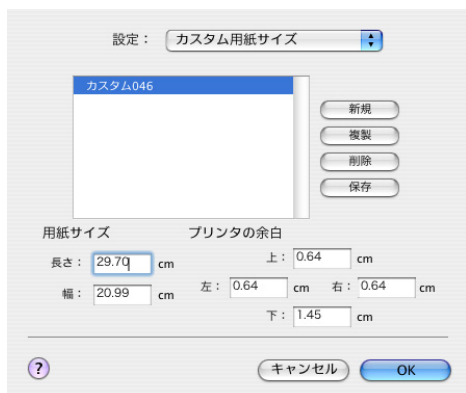 設定： カスタム用紙サイズ
カスタム046
新規
複製
削除
保存
用紙サイズ
長さ： 29.70 cm
幅： 20.99 cm
プリンタの余白
上： 0.64 cm
左： 0.64 cm 右： 0.64 cm
下： 1.45 cm
? キャンセル OK